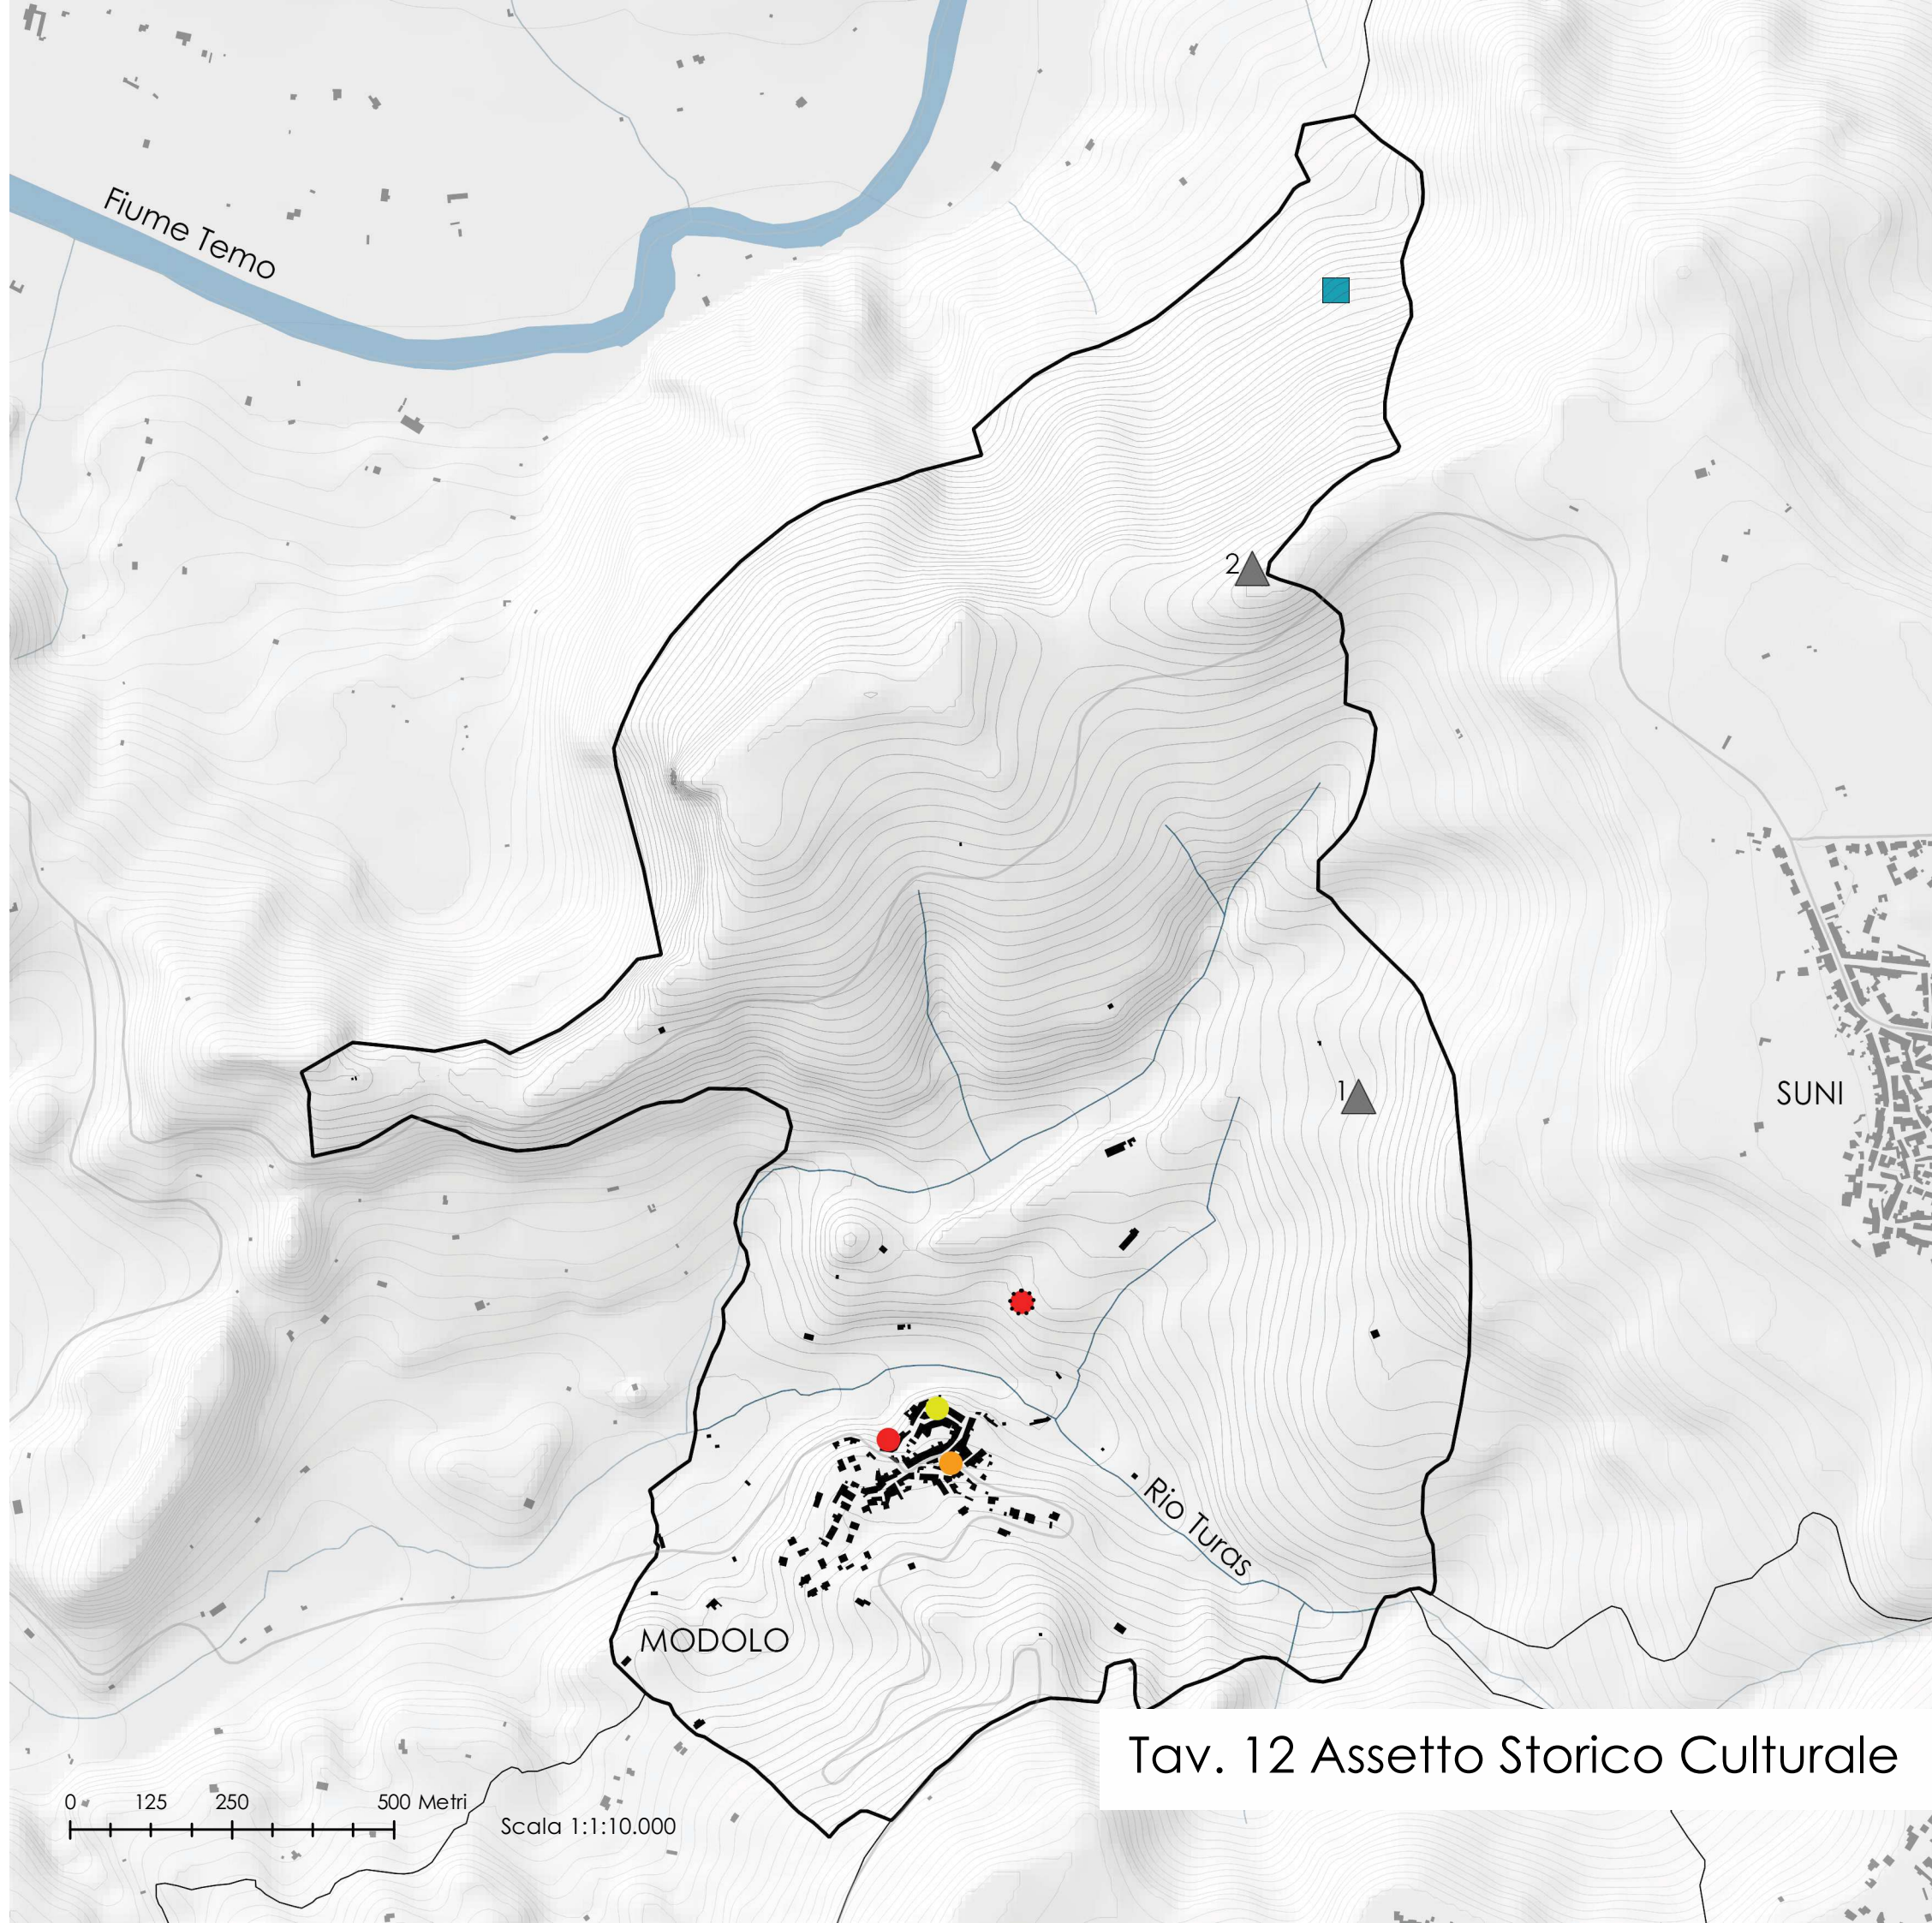 Fiume Temo
2
1
SUNI
Rio Turas
MODOLO
Tav. 12 Assetto Storico Culturale
0 125 250 500 Metri
Scala 1:1:10.000